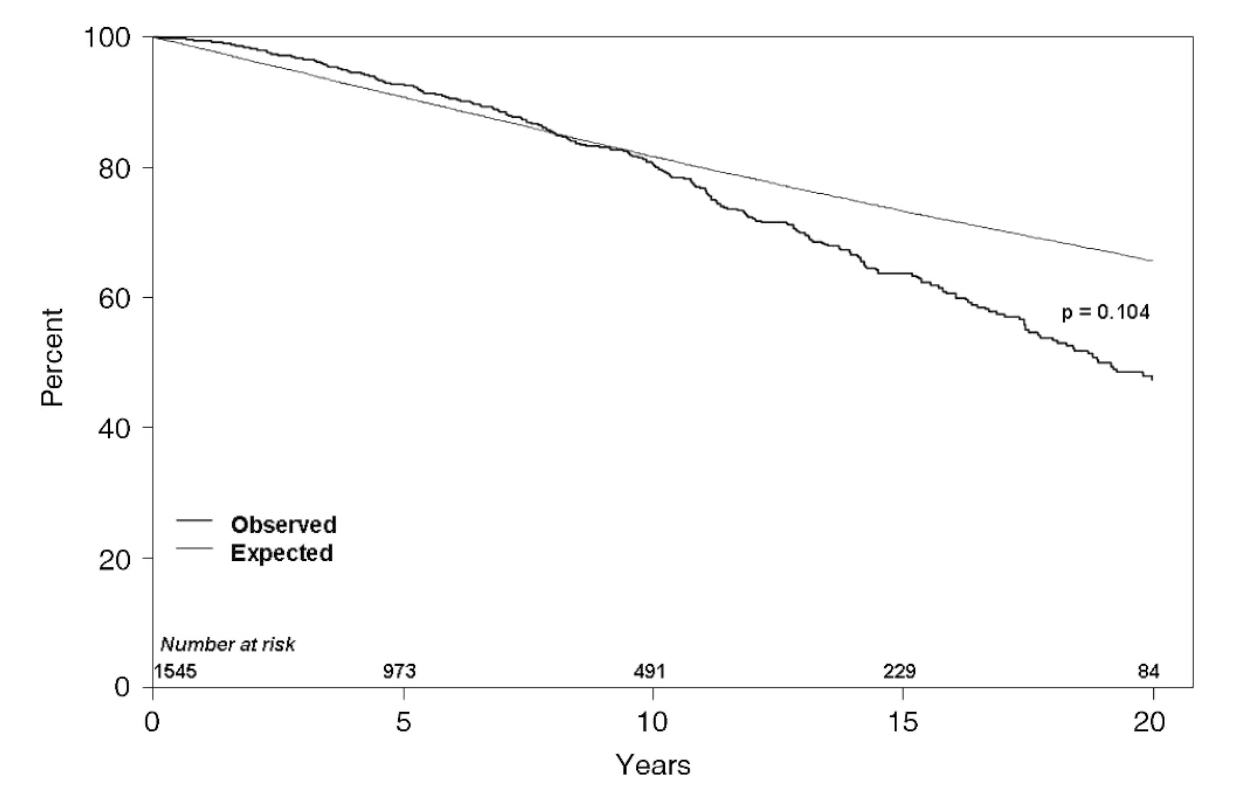 100
80
60
40
20
0
Percent
p = 0.104
Observed
Expected
Number at risk
1545 973 491 229 84
0 5 10 15 20
Years